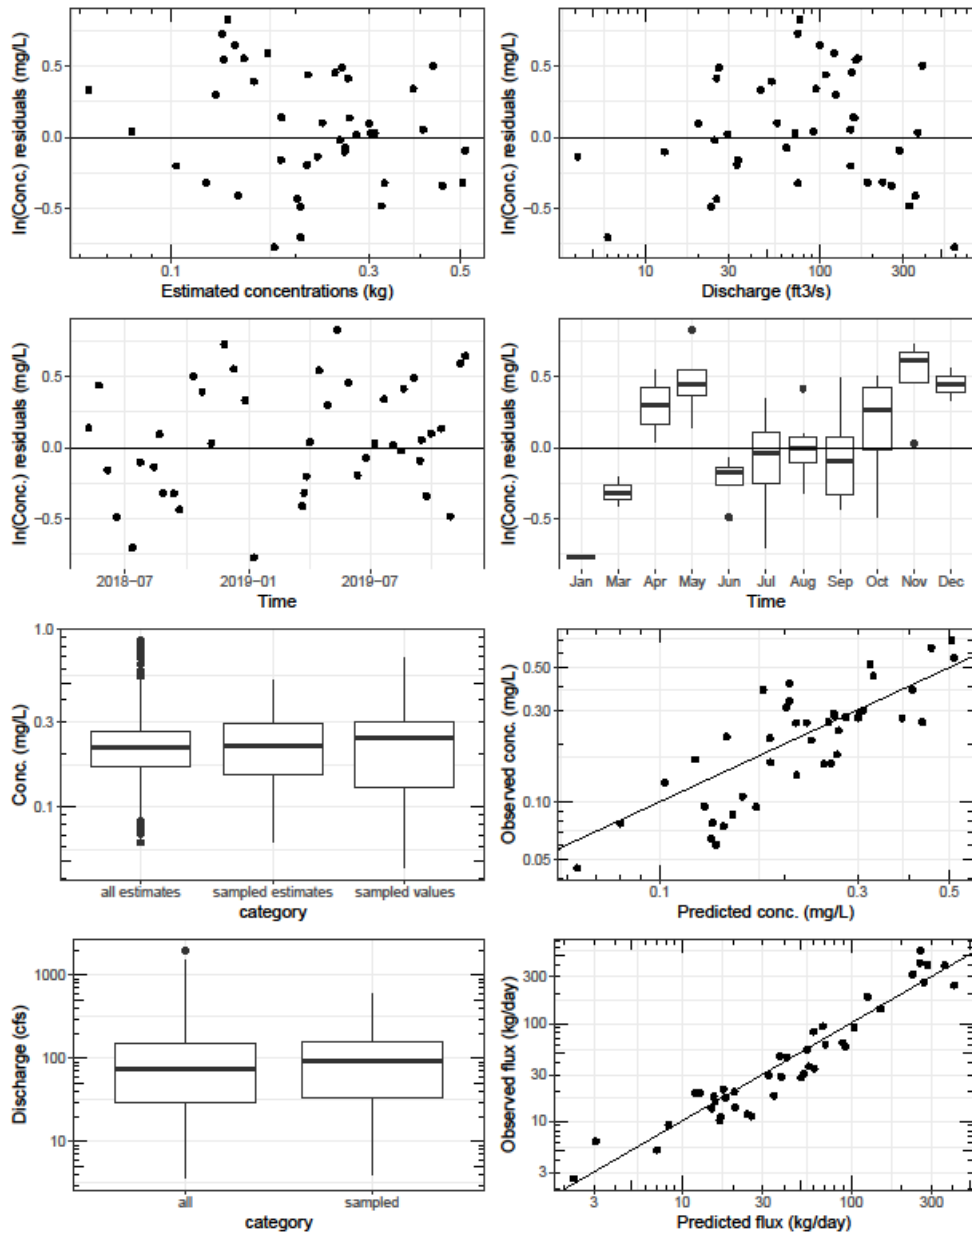 ln(Conc.) residuals (mg/L)
0.5
0.0
−0.5
0.1
0.3
0.5
Estimated concentrations (kg)
ln(Conc.) residuals (mg/L)
0.5
0.0
−0.5
10
30
100
300
Discharge (ft3/s)
ln(Conc.) residuals (mg/L)
0.5
0.0
−0.5
2018−07
2019−01
2019−07
Time
ln(Conc.) residuals (mg/L)
0.5
0.0
−0.5
Jan
Mar
Apr
May
Jun
Jul
Aug
Sep
Oct
Nov
Dec
Time
Conc. (mg/L)
1.0
0.3
0.1
all estimates
sampled estimates
sampled values
category
Observed conc. (mg/L)
0.50
0.30
0.10
0.05
0.1
0.3
0.5
Predicted conc. (mg/L)
Discharge (cfs)
1000
100
10
all
sampled
category
Observed flux (kg/day)
300
100
30
10
3
3
10
30
100
300
Predicted flux (kg/day)